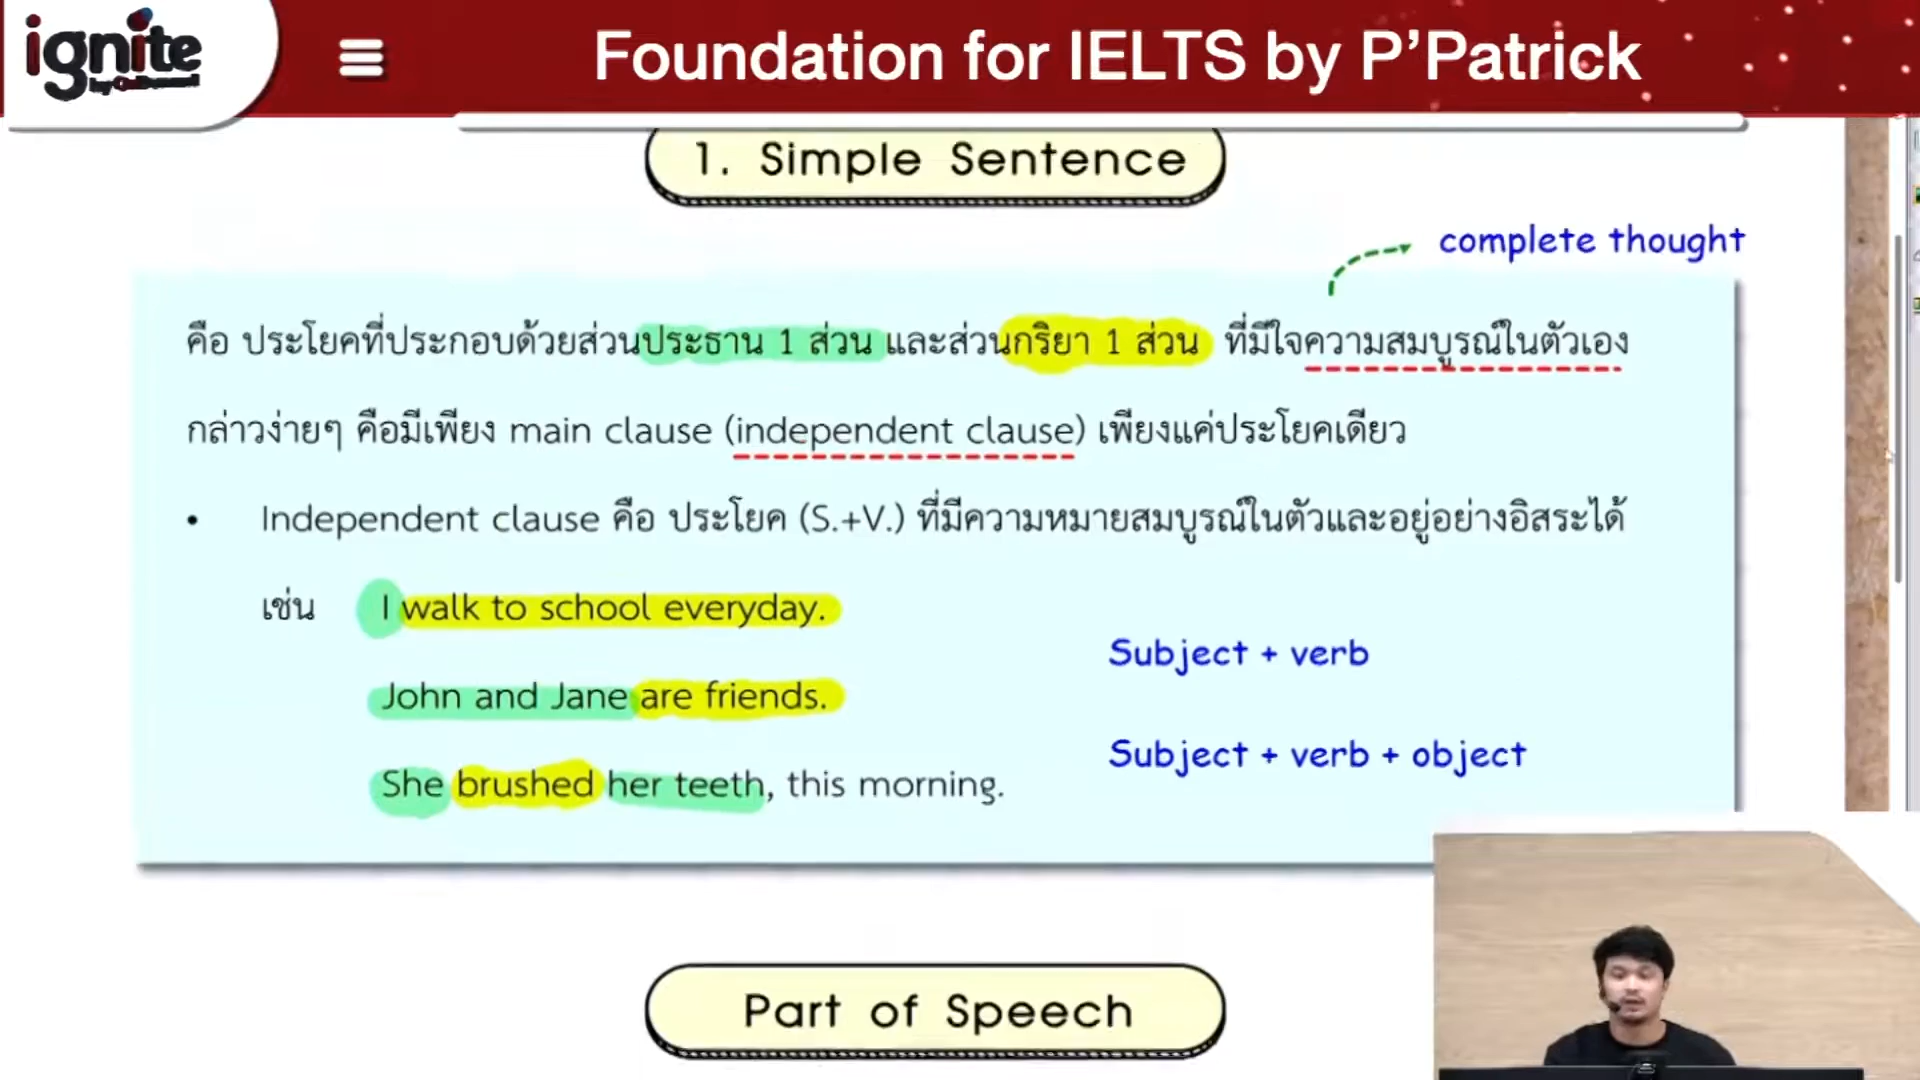 ignite
by OnDemand
Foundation for IELTS by P'Patrick
1. Simple Sentence
complete thought
คือ ประโยคที่ประกอบด้วยส่วนประธาน 1 ส่วน และส่วนกริยา 1 ส่วน ที่มีใจความสมบูรณ์ในตัวเอง
กล่าวง่ายๆ คือมีเพียง main clause (independent clause) เพียงแค่ประโยคเดียว
• Independent clause คือ ประโยค (S.+V.) ที่มีความหมายสมบูรณ์ในตัวและอยู่อย่างอิสระได้
เช่น I walk to school everyday.
Subject + verb
John and Jane are friends.
Subject + verb + object
She brushed her teeth, this morning.
Part of Speech